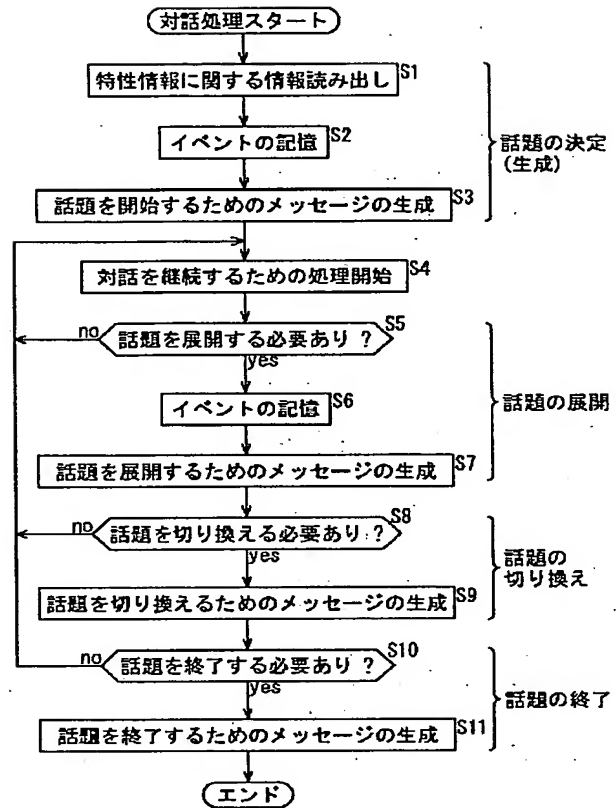 対話処理スタート
特性情報に関する情報読み出し S1
イベントの記憶 S2
話題の決定
(生成)
話題を開始するためのメッセージの生成 S3
対話を継続するための処理開始 S4
no 話題を展開する必要あり ? S5
yes
イベントの記憶 S6
話題の展開
話題を展開するためのメッセージの生成 S7
no 話題を切り換える必要あり ? S8
yes
話題の
切り換え
話題を切り換えるためのメッセージの生成 S9
no 話題を終了する必要あり ? S10
yes
話題の終了
話題を終了するためのメッセージの生成 S11
エンド